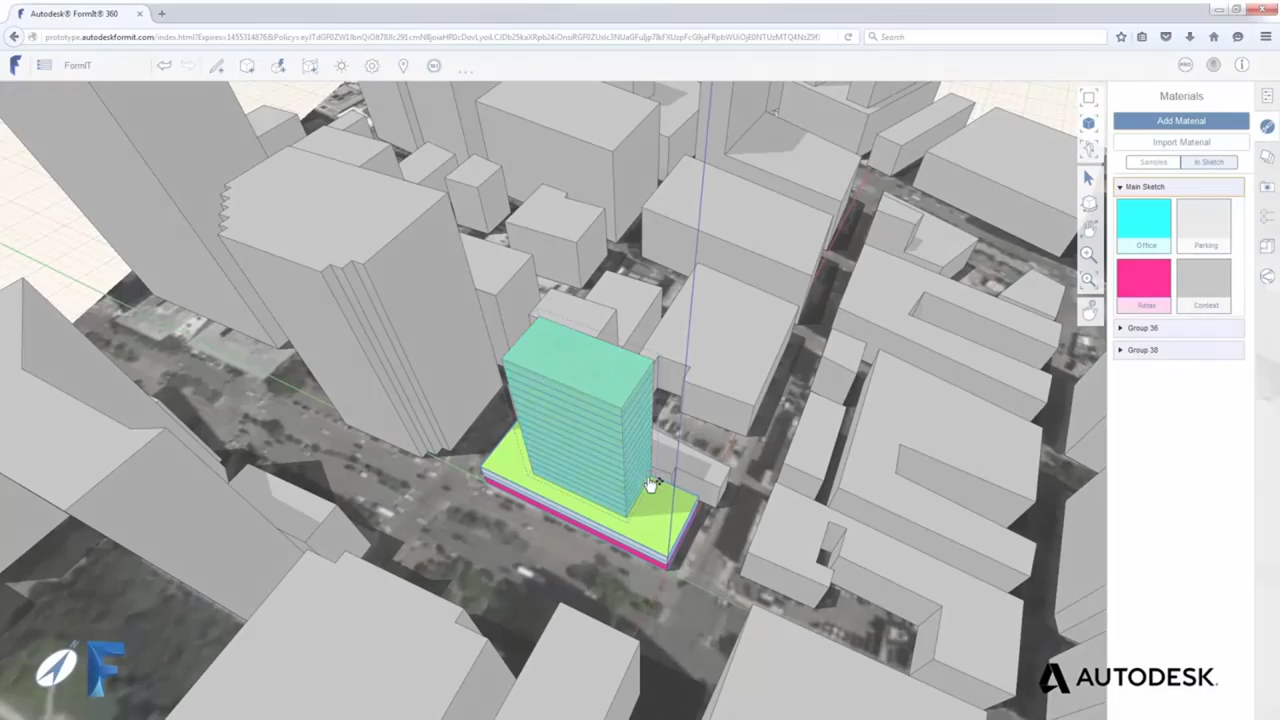 Autodesk® FormIt® 360
Search
FormIT
PRO
Materials
Add Material
Import Material
Samples
In Sketch
Main Sketch
Office
Parking
Retail
Context
Group 36
Group 38
AUTODESK.